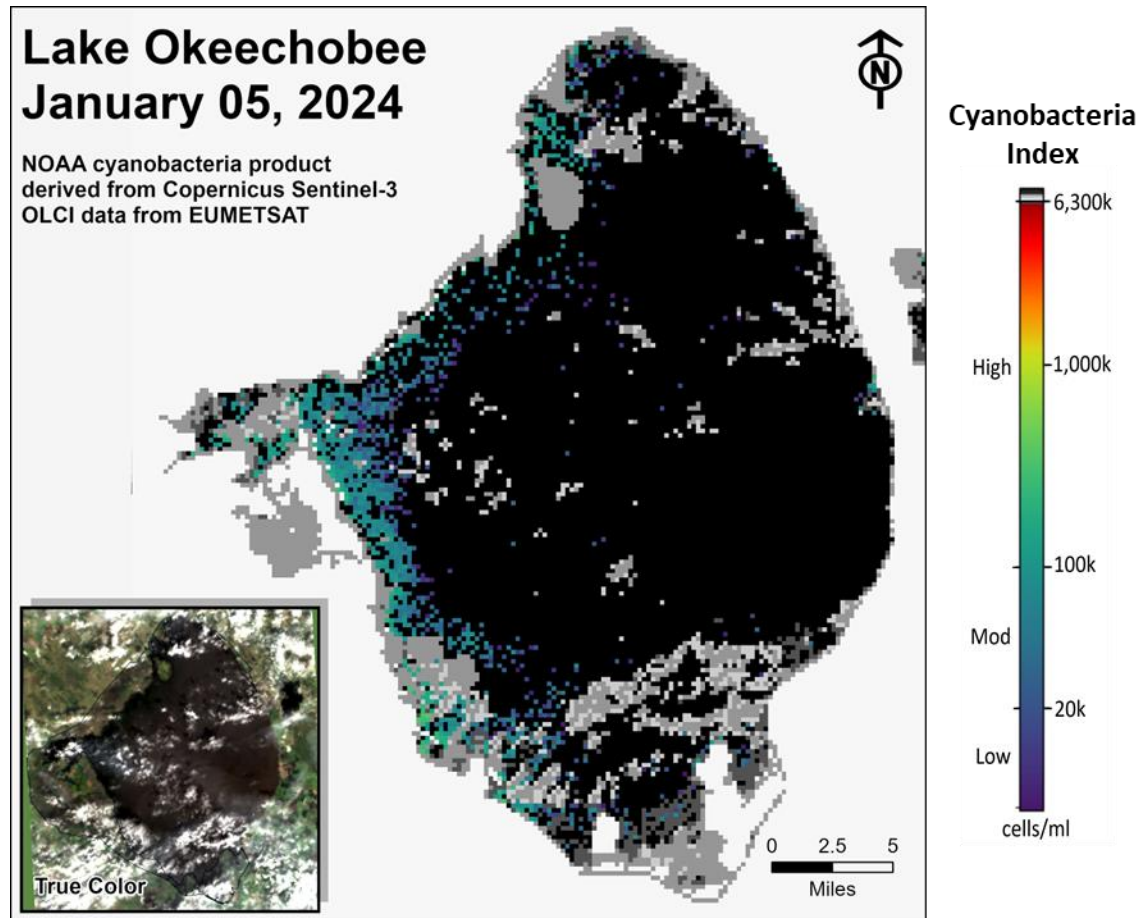 Lake Okeechobee
January 05, 2024
NOAA cyanobacteria product
derived from Copernicus Sentinel-3
OLCI data from EUMETSAT
N
Cyanobacteria
Index
6,300k
High
1,000k
100k
Mod
20k
Low
cells/ml
True Color
0 2.5 5
Miles